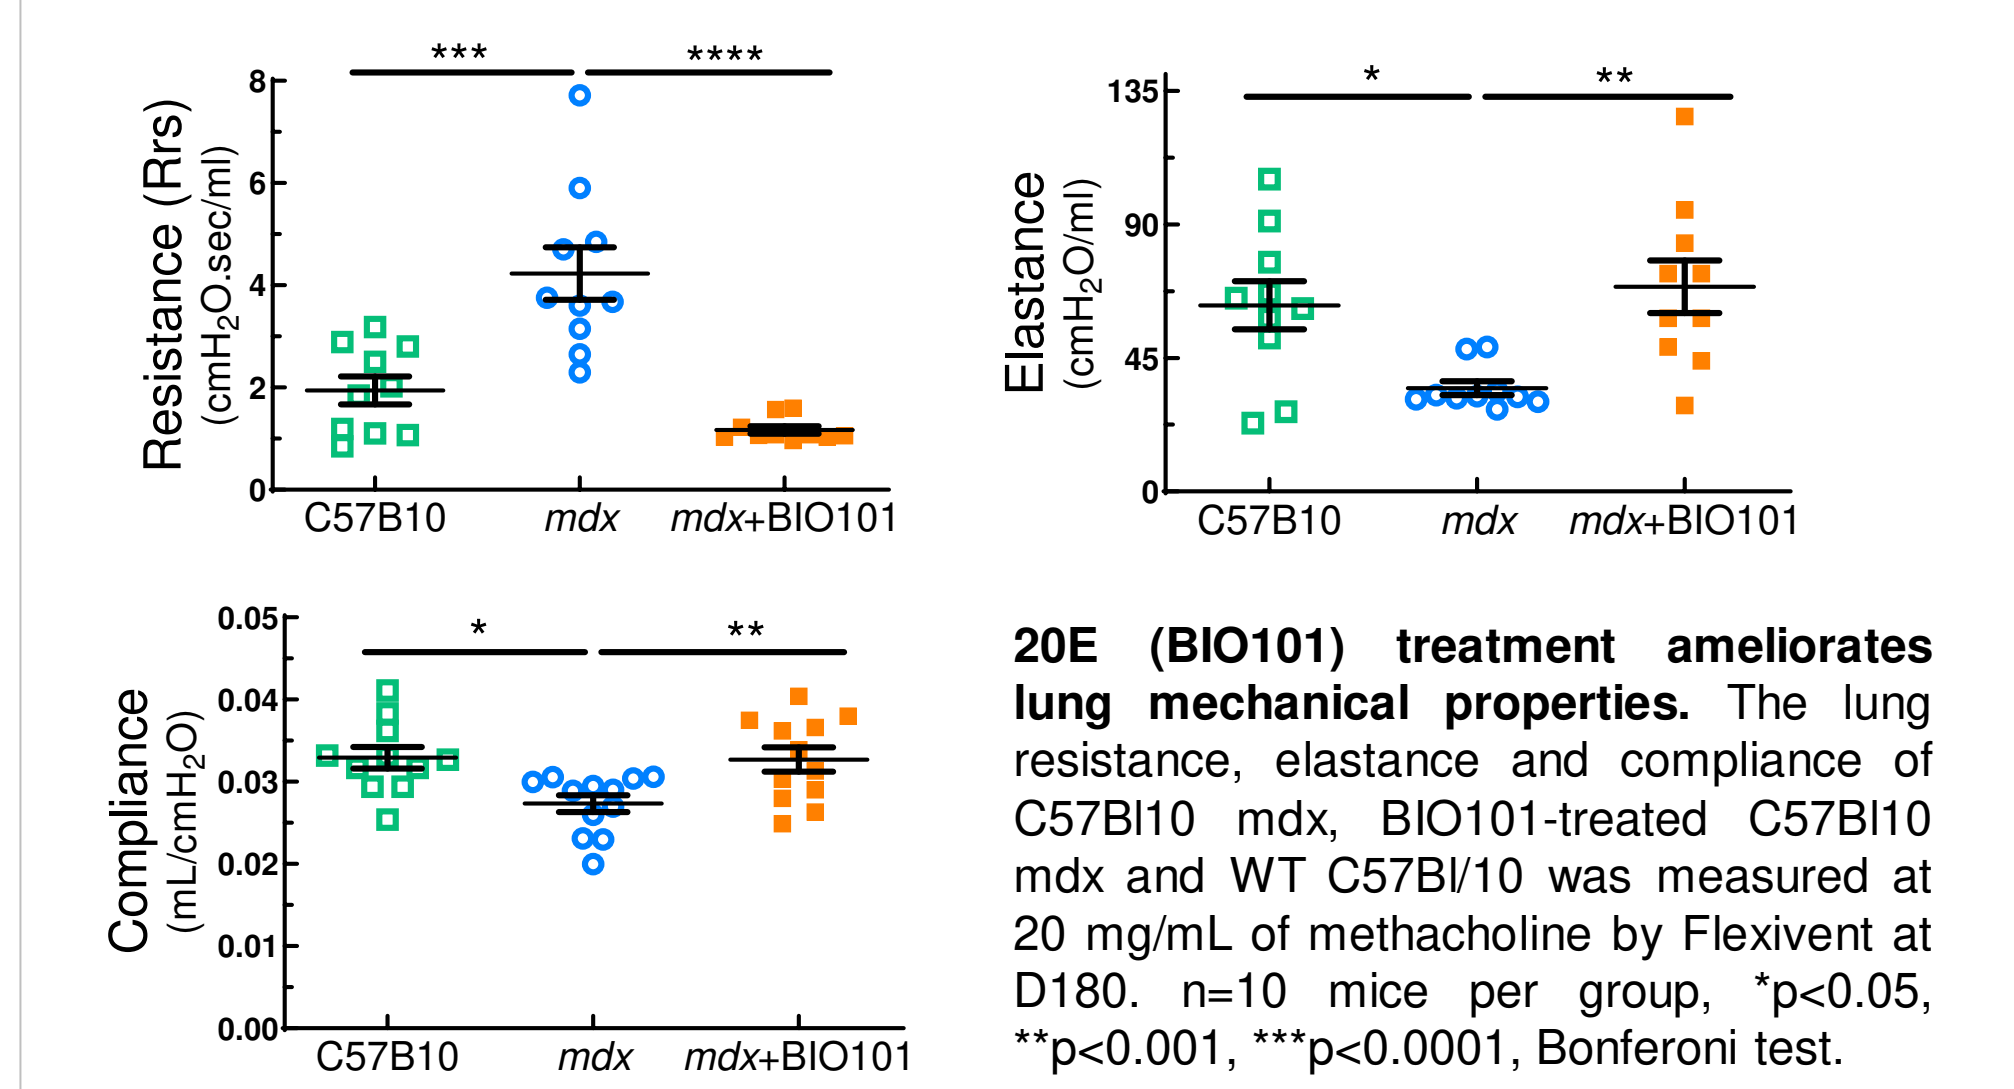 *** ****
Resistance (Rrs)
(cmH2O.sec/ml)
8
6
4
2
0
C57B10 mdx mdx+BIO101
* **
Elastance
(cmH2O/ml)
135
90
45
0
C57B10 mdx mdx+BIO101
* **
Compliance
(mL/cmH2O)
0.05
0.04
0.03
0.02
0.01
0.00
C57B10 mdx mdx+BIO101
20E (BIO101) treatment ameliorates
lung mechanical properties. The lung
resistance, elastance and compliance of
C57Bl10 mdx, BIO101-treated C57Bl10
mdx and WT C57Bl/10 was measured at
20 mg/mL of methacholine by Flexivent at
D180. n=10 mice per group, *p<0.05,
**p<0.001, ***p<0.0001, Bonferoni test.